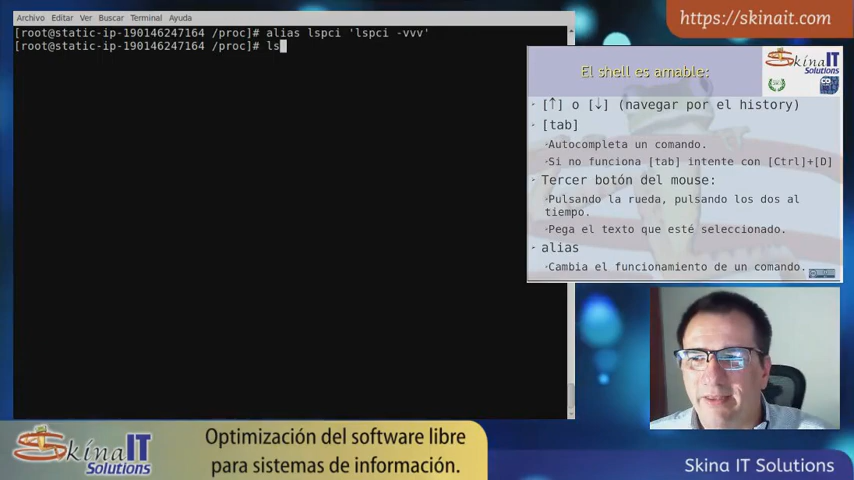 Archivo Editar Ver Buscar Terminal Ayuda
[root@static-ip-190146247164 /proc]# alias lspci 'lspci -vvv'
[root@static-ip-190146247164 /proc]# ls
https://skinait.com
El shell es amable:
SkinaIT
Solutions
[↑] o [↓] (navegar por el history)
[tab]
Autocompleta un comando.
Si no funciona [tab] intente con [Ctrl]+[D]
Tercer botón del mouse:
Pulsando la rueda, pulsando los dos al
tiempo.
Pega el texto que esté seleccionado.
alias
Cambia el funcionamiento de un comando.
SkinaIT
Solutions
Optimización del software libre
para sistemas de información.
Skina IT Solutions